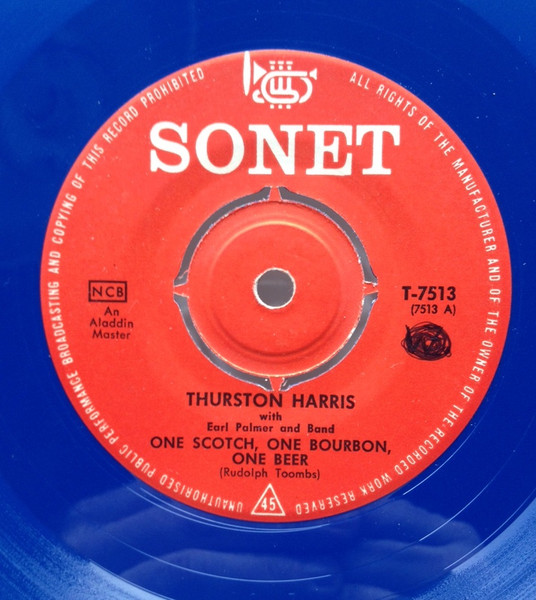 SONET
UNAUTHORISED PUBLIC PERFORMANCE BROADCASTING AND COPYING OF THIS RECORD PROHIBITED
ALL RIGHTS OF THE MANUFACTURER AND OF THE OWNER OF THE RECORDED WORK RESERVED
NCB
An
Aladdin
Master
T-7513
(7513 A)
THURSTON HARRIS
with
Earl Palmer and Band
ONE SCOTCH, ONE BOURBON,
ONE BEER
(Rudolph Toombs)
45